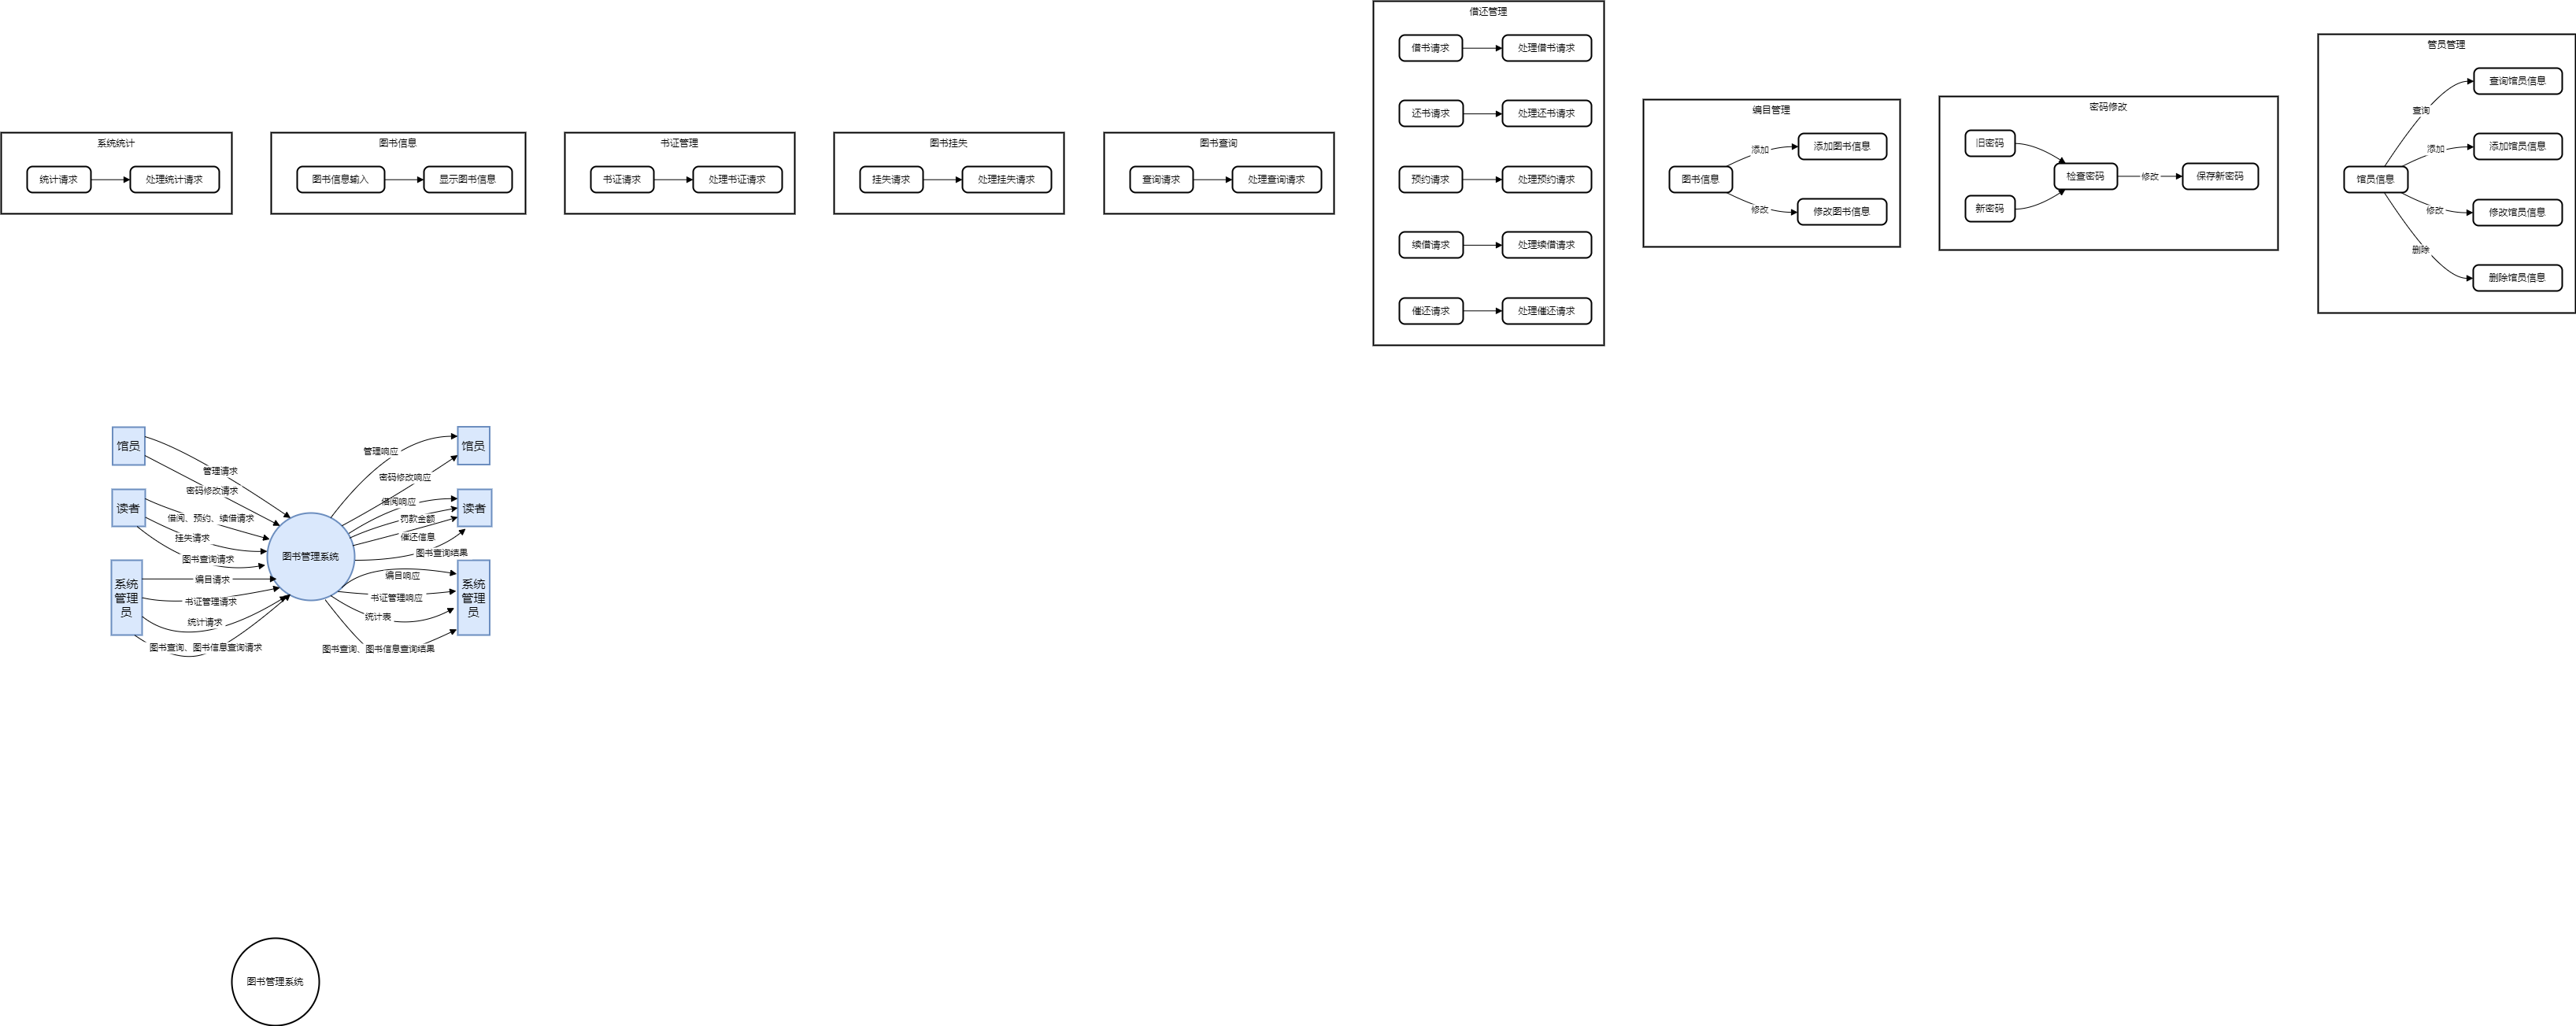 系统统计
统计请求
处理统计请求
图书信息
图书信息输入
显示图书信息
书证管理
书证请求
处理书证请求
图书挂失
挂失请求
处理挂失请求
图书查询
查询请求
处理查询请求
借还管理
借书请求
处理借书请求
还书请求
处理还书请求
预约请求
处理预约请求
续借请求
处理续借请求
催还请求
处理催还请求
编目管理
图书信息
添加
添加图书信息
修改
修改图书信息
密码修改
旧密码
新密码
检查密码
修改
保存新密码
管员管理
馆员信息
查询
查询馆员信息
添加
添加馆员信息
修改
修改馆员信息
删除
删除馆员信息
馆员
管理请求
密码修改请求
读者
借阅、预约、续借请求
挂失请求
图书查询请求
系统
管理
员
编目请求
书证管理请求
统计请求
图书查询、图书信息查询请求
图书管理系统
管理响应
密码修改响应
馆员
借阅响应
罚款金额
催还信息
图书查询结果
读者
编目响应
书证管理响应
统计表
图书查询、图书信息查询结果
系统
管理
员
图书管理系统